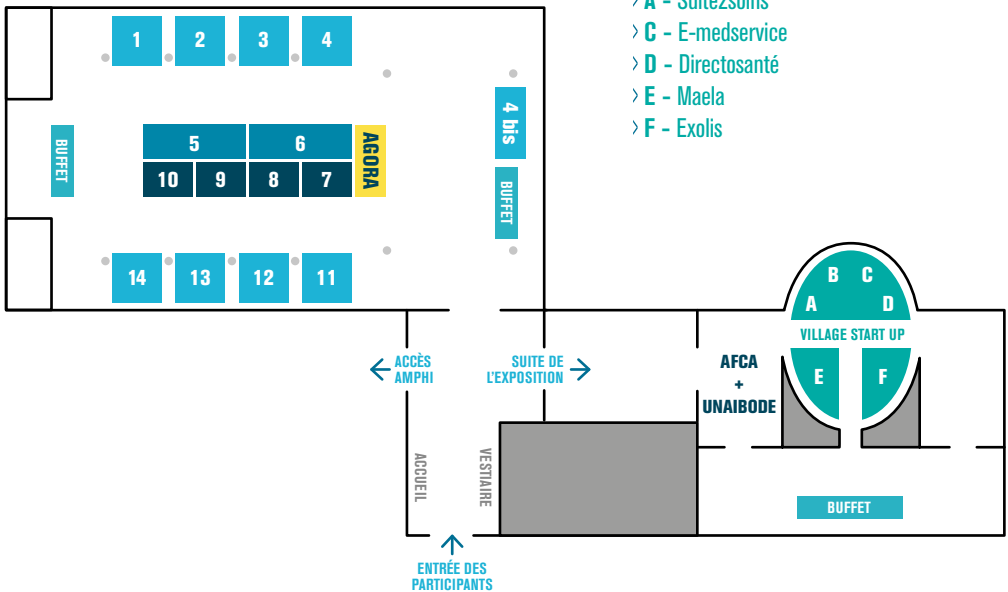 > A - Suite2soins
> C - E-medservice
> D - Directosanté
> E - Maela
> F - Exolis
1 2 3 4
4 bis
BUFFET
5 6
10 9 8 7
AGORA
BUFFET
14 13 12 11
B C
A D
VILLAGE START UP
E F
ACCÈS
AMPHI
SUITE DE
L'EXPOSITION
AFCA
+
UNAIBODE
ACCUEIL
VESTIAIRE
BUFFET
ENTRÉE DES
PARTICIPANTS